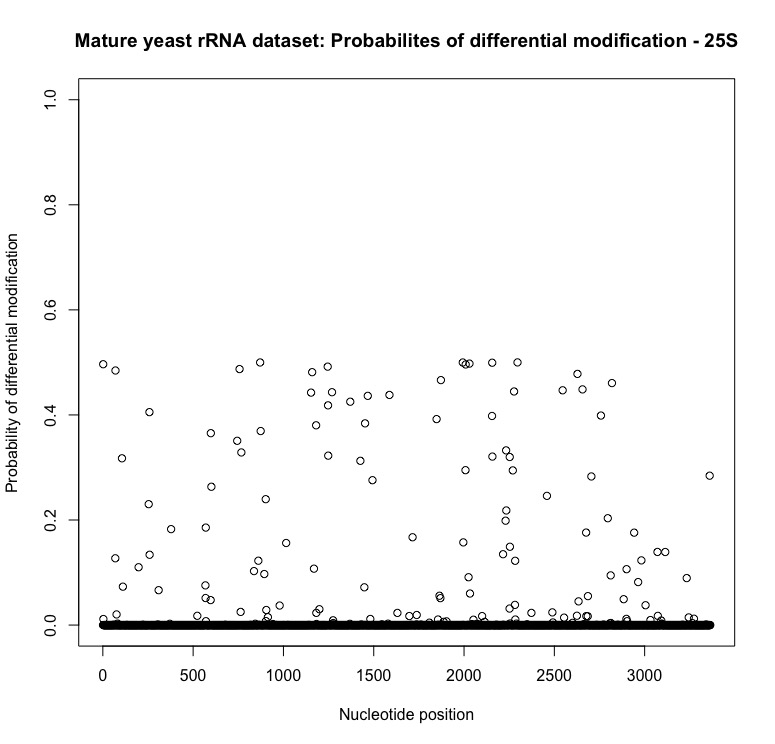 Mature yeast rRNA dataset: Probabilites of differential modification - 25S
1.0
0.8
0.6
0.4
0.2
0.0
Probability of differential modification
0 500 1000 1500 2000 2500 3000
Nucleotide position